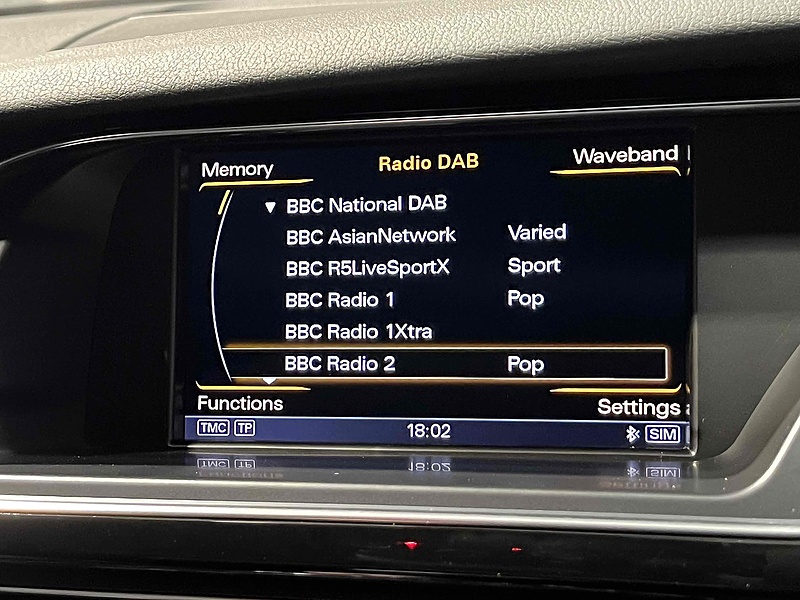 Memory Radio DAB Waveband
BBC National DAB
BBC AsianNetwork Varied
BBC R5LiveSportX Sport
BBC Radio 1 Pop
BBC Radio 1Xtra
BBC Radio 2 Pop
Functions Settings
TMC TP 18:02 SIM